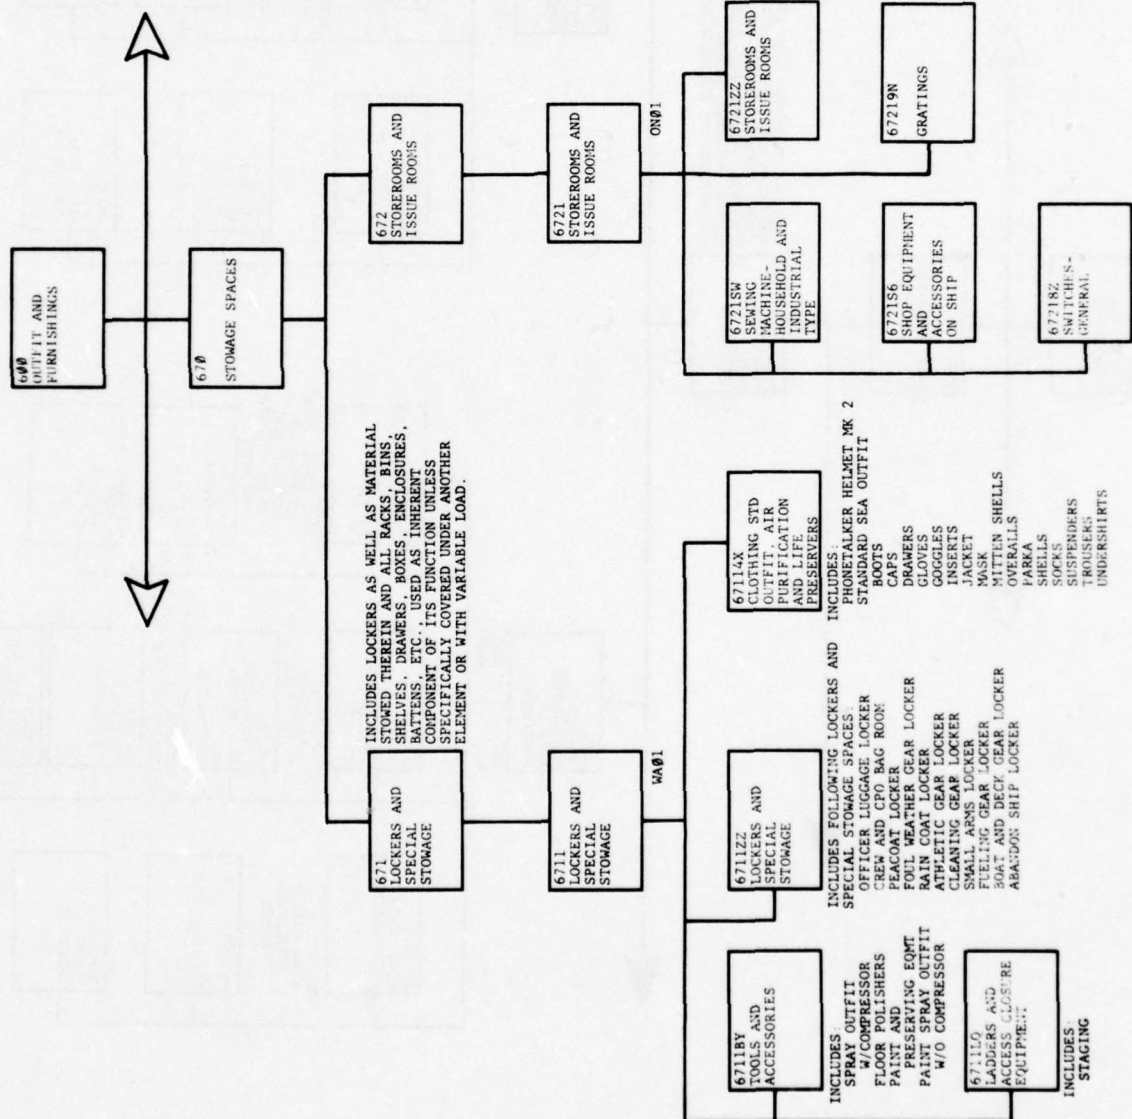 600
OUTFIT AND
FURNISHINGS
670
STOWAGE SPACES
671
LOCKERS AND
SPECIAL
STOWAGE
INCLUDES LOCKERS AS WELL AS MATERIAL
STOWED THEREIN AND ALL RACKS, BINS,
SHELVES, DRAWERS, BOXES, ENCLOSURES,
BATTENS, ETC., USED AS INHERENT
COMPONENT OF ITS FUNCTION UNLESS
SPECIFICALLY COVERED UNDER ANOTHER
ELEMENT OR WITH VARIABLE LOAD.
672
STOREROOMS AND
ISSUE ROOMS
6711
LOCKERS AND
SPECIAL
STOWAGE
WAØ1
6721
STOREROOMS AND
ISSUE ROOMS
ONØ1
6711BY
TOOLS AND
ACCESSORIES
INCLUDES:
SPRAY OUTFIT
W/COMPRESSOR
FLOOR POLISHERS
PAINT AND
PRESERVING EQMT
PAINT SPRAY OUTFIT
W/O COMPRESSOR
6711LQ
LADDERS AND
ACCESS CLOSURE
EQUIPMENT
INCLUDES:
STAGING
6711ZZ
LOCKERS AND
SPECIAL
STOWAGE
INCLUDES FOLLOWING LOCKERS AND
SPECIAL STOWAGE SPACES:
OFFICER LUGGAGE LOCKER
CREW AND CPO BAG ROOM
PEACOAT LOCKER
FOUL WEATHER GEAR LOCKER
RAIN COAT LOCKER
ATHLETIC GEAR LOCKER
CLEANING GEAR LOCKER
SMALL ARMS LOCKER
FUELING GEAR LOCKER
BOAT AND DECK GEAR LOCKER
ABANDON SHIP LOCKER
67114X
CLOTHING STD
OUTFIT, AIR
PURIFICATION
AND LIFE
PRESERVERS
INCLUDES:
PHONETALKER HELMET MK 2
STANDARD SEA OUTFIT
BOOTS
CAPS
DRAWERS
GLOVES
GOGGLES
INSERTS
JACKET
MASK
MITTEN SHELLS
OVERALLS
PARKA
SHELLS
SOCKS
SUSPENDERS
TROUSERS
UNDERSHIRTS
6721SW
SEWING
MACHINE-
HOUSEHOLD AND
INDUSTRIAL
TYPE
6721ZZ
STOREROOMS AND
ISSUE ROOMS
6721S6
SHOP EQUIPMENT
AND
ACCESSORIES
ON SHIP
67219N
GRATINGS
67218Z
SWITCHES-
GENERAL